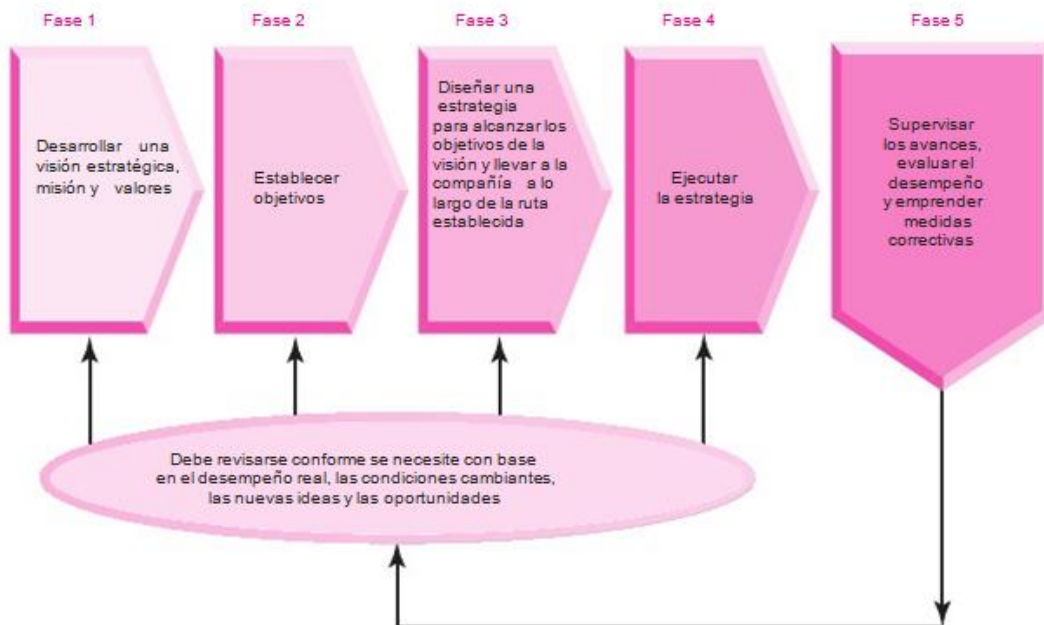 Fase 1
Fase 2
Fase 3
Fase 4
Fase 5
Desarrollar una
visión estratégica,
misión y valores
Establecer
objetivos
Diseñar una
estrategia
para alcanzar los
objetivos de la
visión y llevar a la
compañía a lo
largo de la ruta
establecida
Ejecutar
la estrategia
Supervisar
los avances,
evaluar el
desempeño
y emprender
medidas
correctivas
Debe revisarse conforme se necesite con base
en el desempeño real, las condiciones cambiantes,
las nuevas ideas y las oportunidades